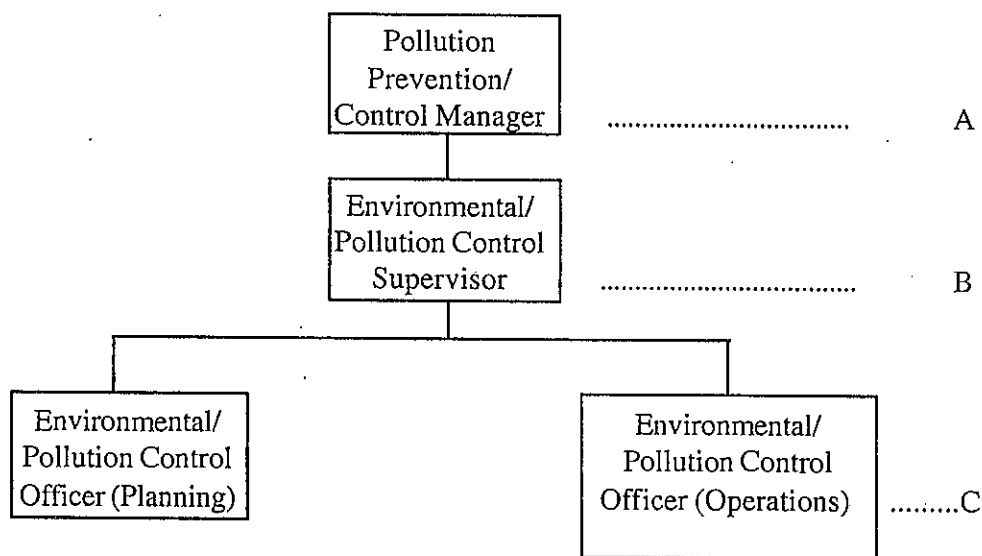 Pollution
Prevention/
Control Manager
................................. A
Environmental/
Pollution Control
Supervisor
................................... B
Environmental/
Pollution Control
Officer (Planning)
Environmental/
Pollution Control
Officer (Operations)
.........C